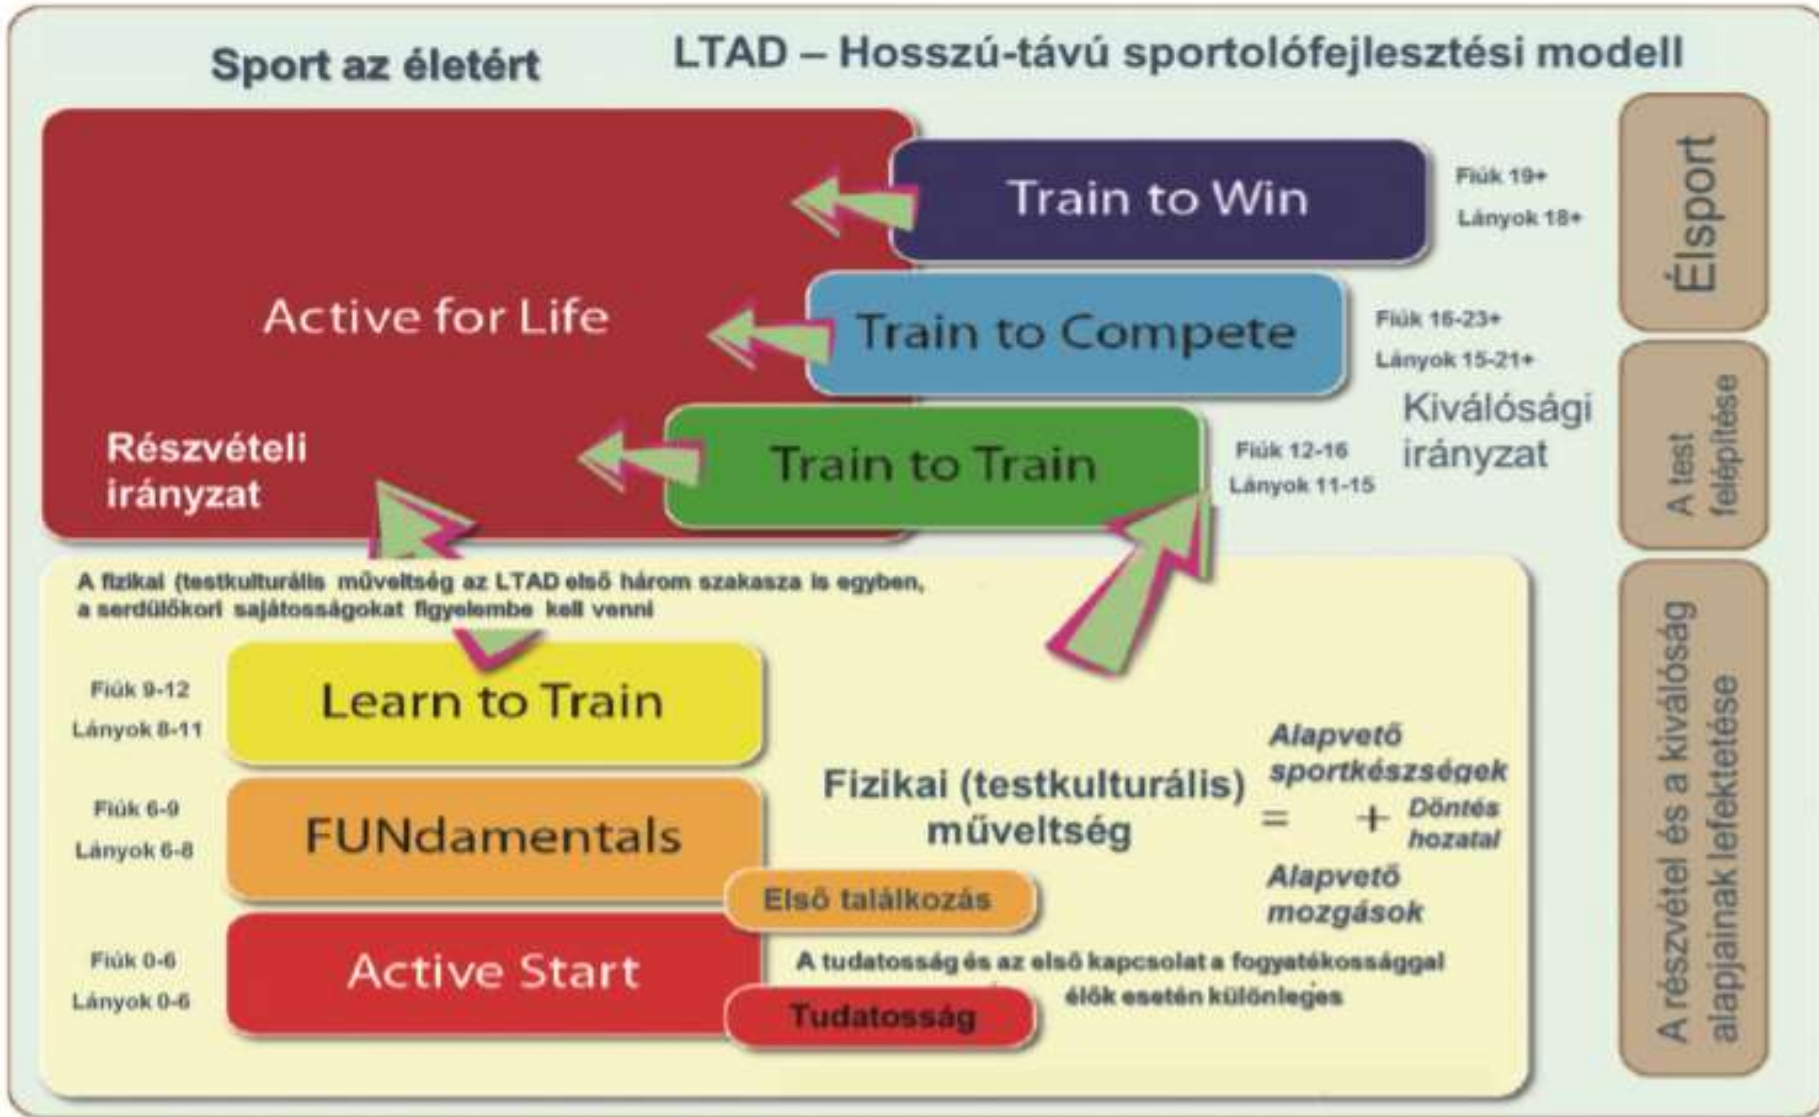 Sport az életért
LTAD – Hosszú-távú sportolófejlesztési modell
Train to Win
Fiúk 19+
Lányok 18+
Élsport
Active for Life
Train to Compete
Fiúk 16-23+
Lányok 15-21+
Kiválósági
irányzat
Részvételi
irányzat
Train to Train
Fiúk 12-16
Lányok 11-15
A test
felépítése
A fizikai (testkulturális műveltség az LTAD első három szakasza is egyben,
a serdülőkori sajátosságokat figyelembe kell venni
Fiúk 9-12
Lányok 8-11
Learn to Train
Fiúk 6-9
Lányok 6-8
FUNdamentals
Első találkozás
Fizikai (testkulturális)
műveltség
=
Alapvető
sportkészségek
+
Döntés
hozatal
Alapvető
mozgások
Fiúk 0-6
Lányok 0-6
Active Start
Tudatosság
A tudatosság és az első kapcsolat a fogyatékossággal
élők esetén különleges
A részvétel és a kiválóság
alapjainak lefektetése